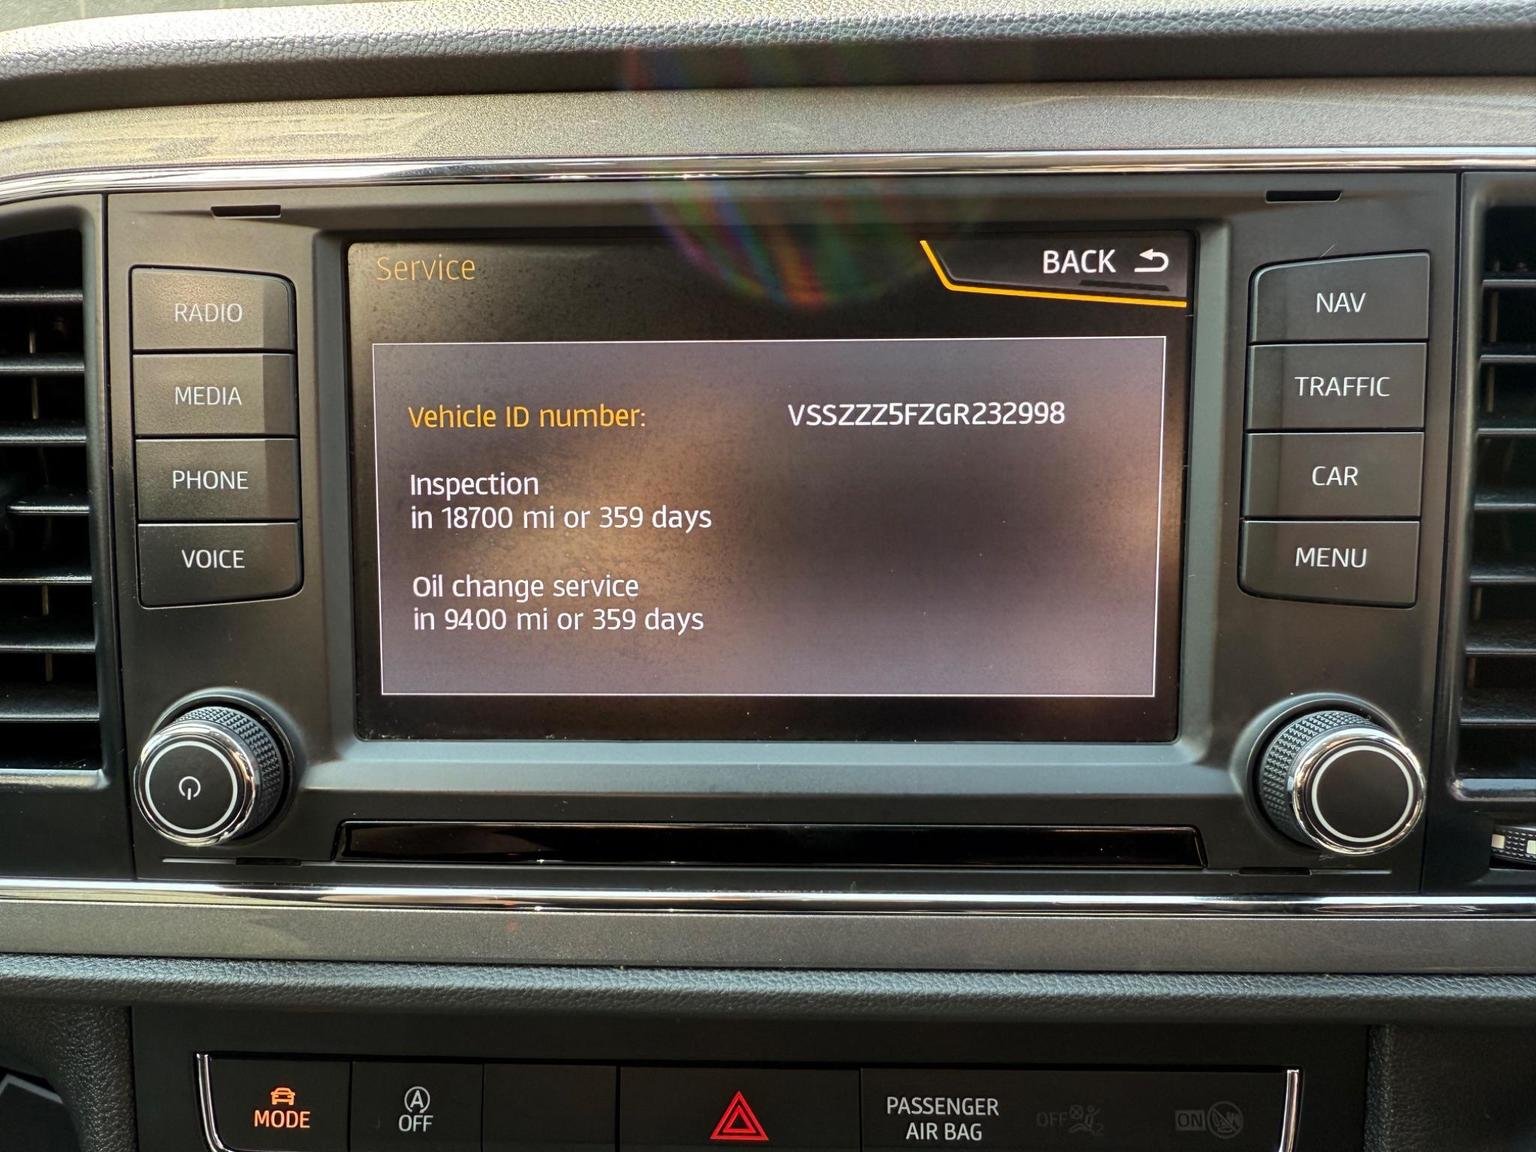 Service
BACK
RADIO
MEDIA
PHONE
VOICE
Vehicle ID number: VSSZZZ5FZGR232998
Inspection
in 18700 mi or 359 days
Oil change service
in 9400 mi or 359 days
NAV
TRAFFIC
CAR
MENU
MODE
A
OFF
PASSENGER
AIR BAG
OFF
ON